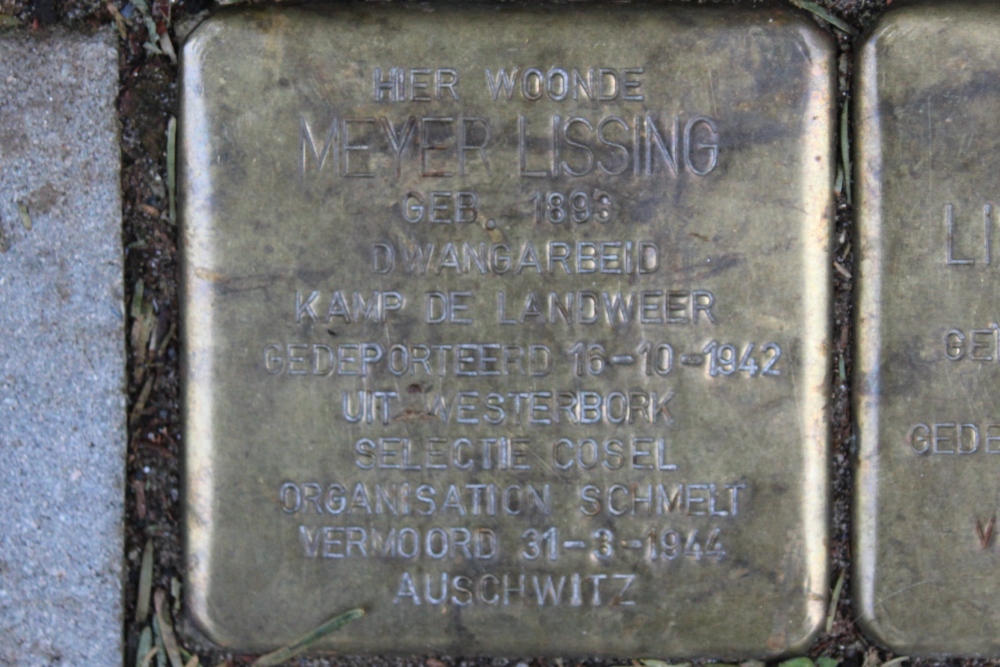 HIER WOONDE
MEYER LISSING
GEB. 1893
DWANGARBEID
KAMP DE LANDWEER
GEDEPORTEERD 16-10-1942
UIT WESTERBORK
SELECTIE COSEL
ORGANISATION SCHMELT
VERMOORD 31-3-1944
AUSCHWITZ